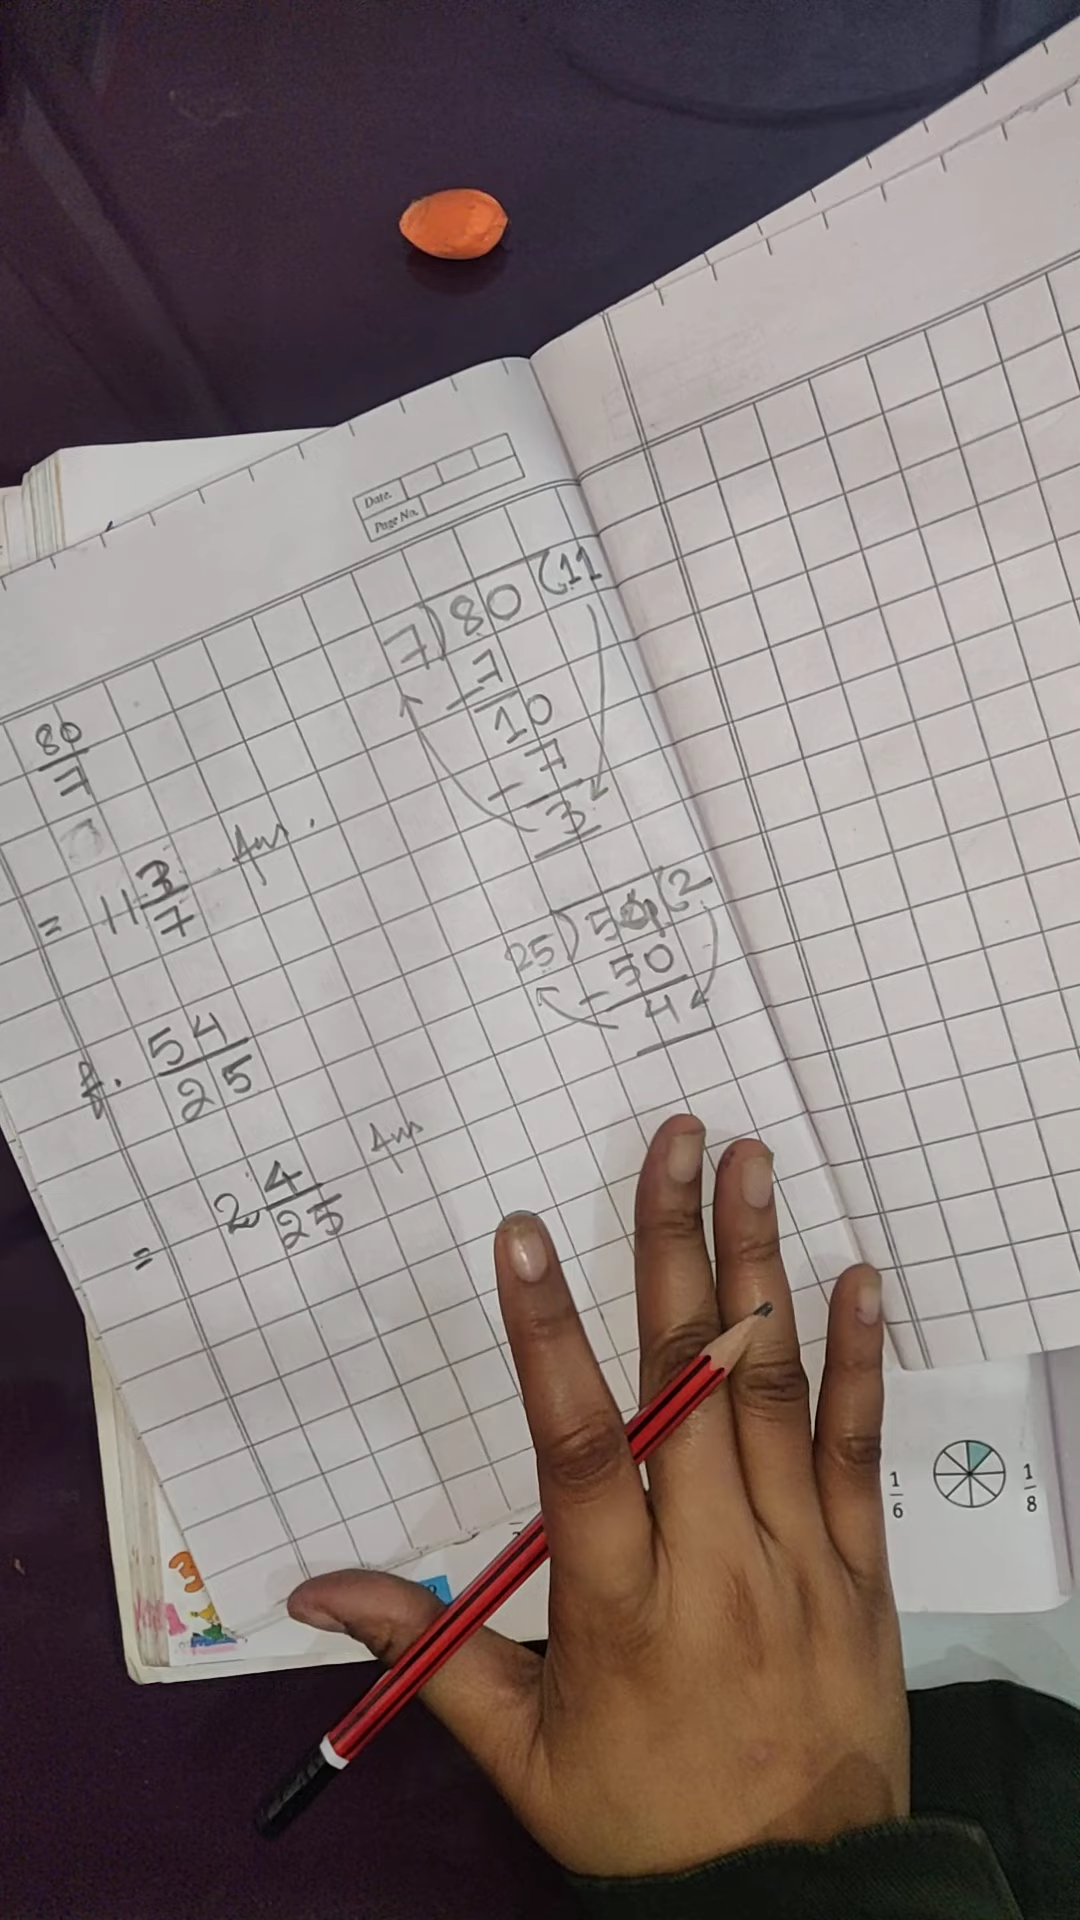 Date.
Page No.
7) 80 (11
7
- 10
7
- 3
80/7
= 11 3/7 Ans.
25) 54 (2
- 50
4
f. 54/25
= 2 4/25 Ans
1/6 1/8
3